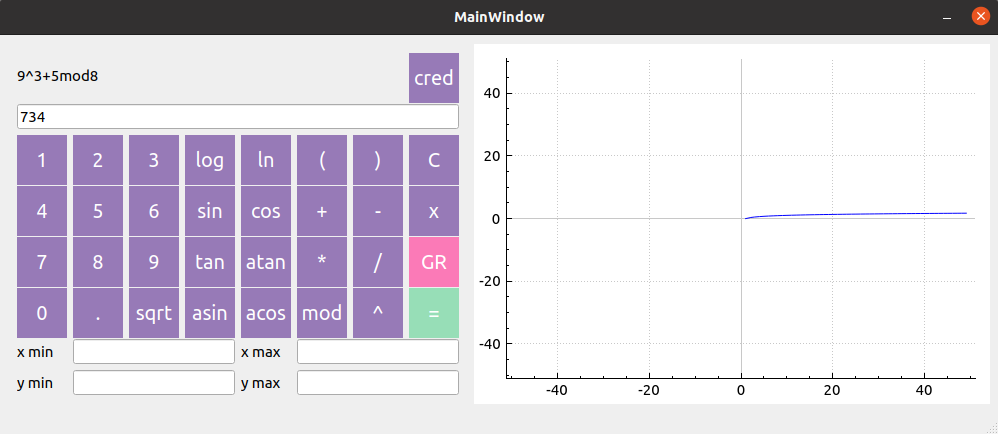 MainWindow
9^3+5mod8
cred
734
1 2 3 log ln ( ) C
4 5 6 sin cos + - x
7 8 9 tan atan * / GR
0 . sqrt asin acos mod ^ =
x min x max
y min y max
40
20
0
-20
-40
-40 -20 0 20 40